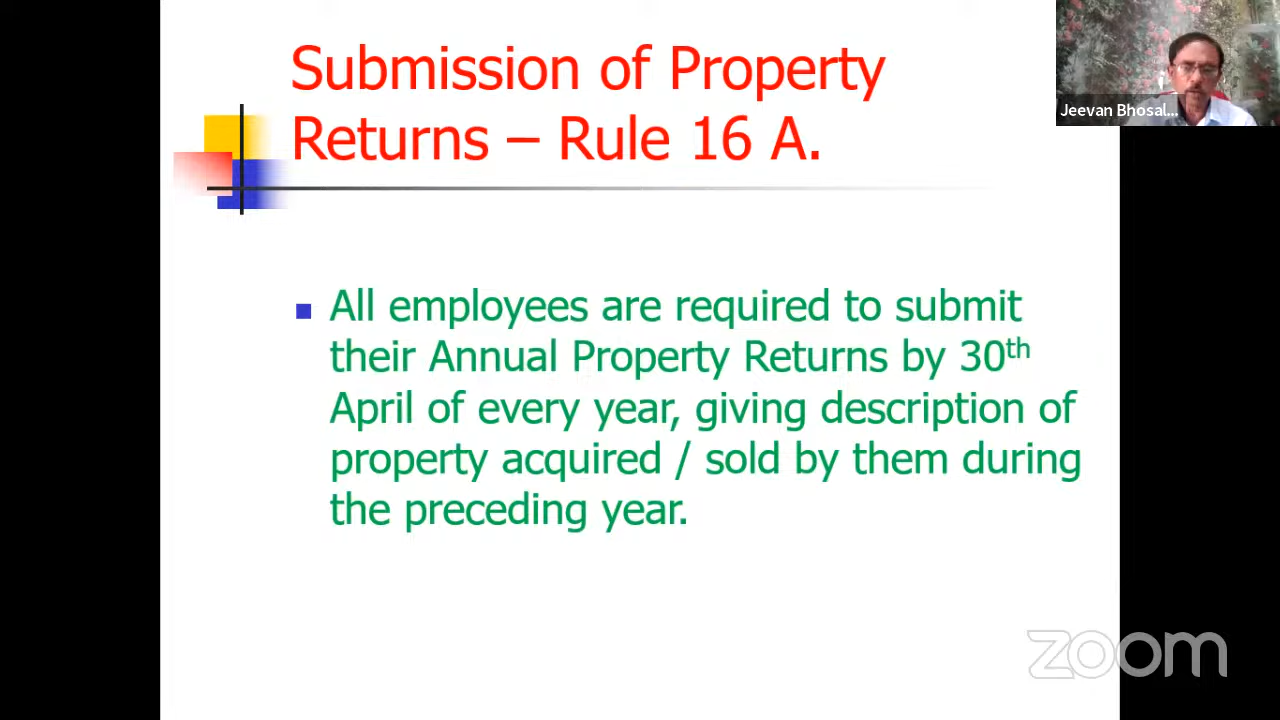 Submission of Property
Returns – Rule 16 A.
Jeevan Bhosal...
All employees are required to submit
their Annual Property Returns by 30th
April of every year, giving description of
property acquired / sold by them during
the preceding year.
zoom